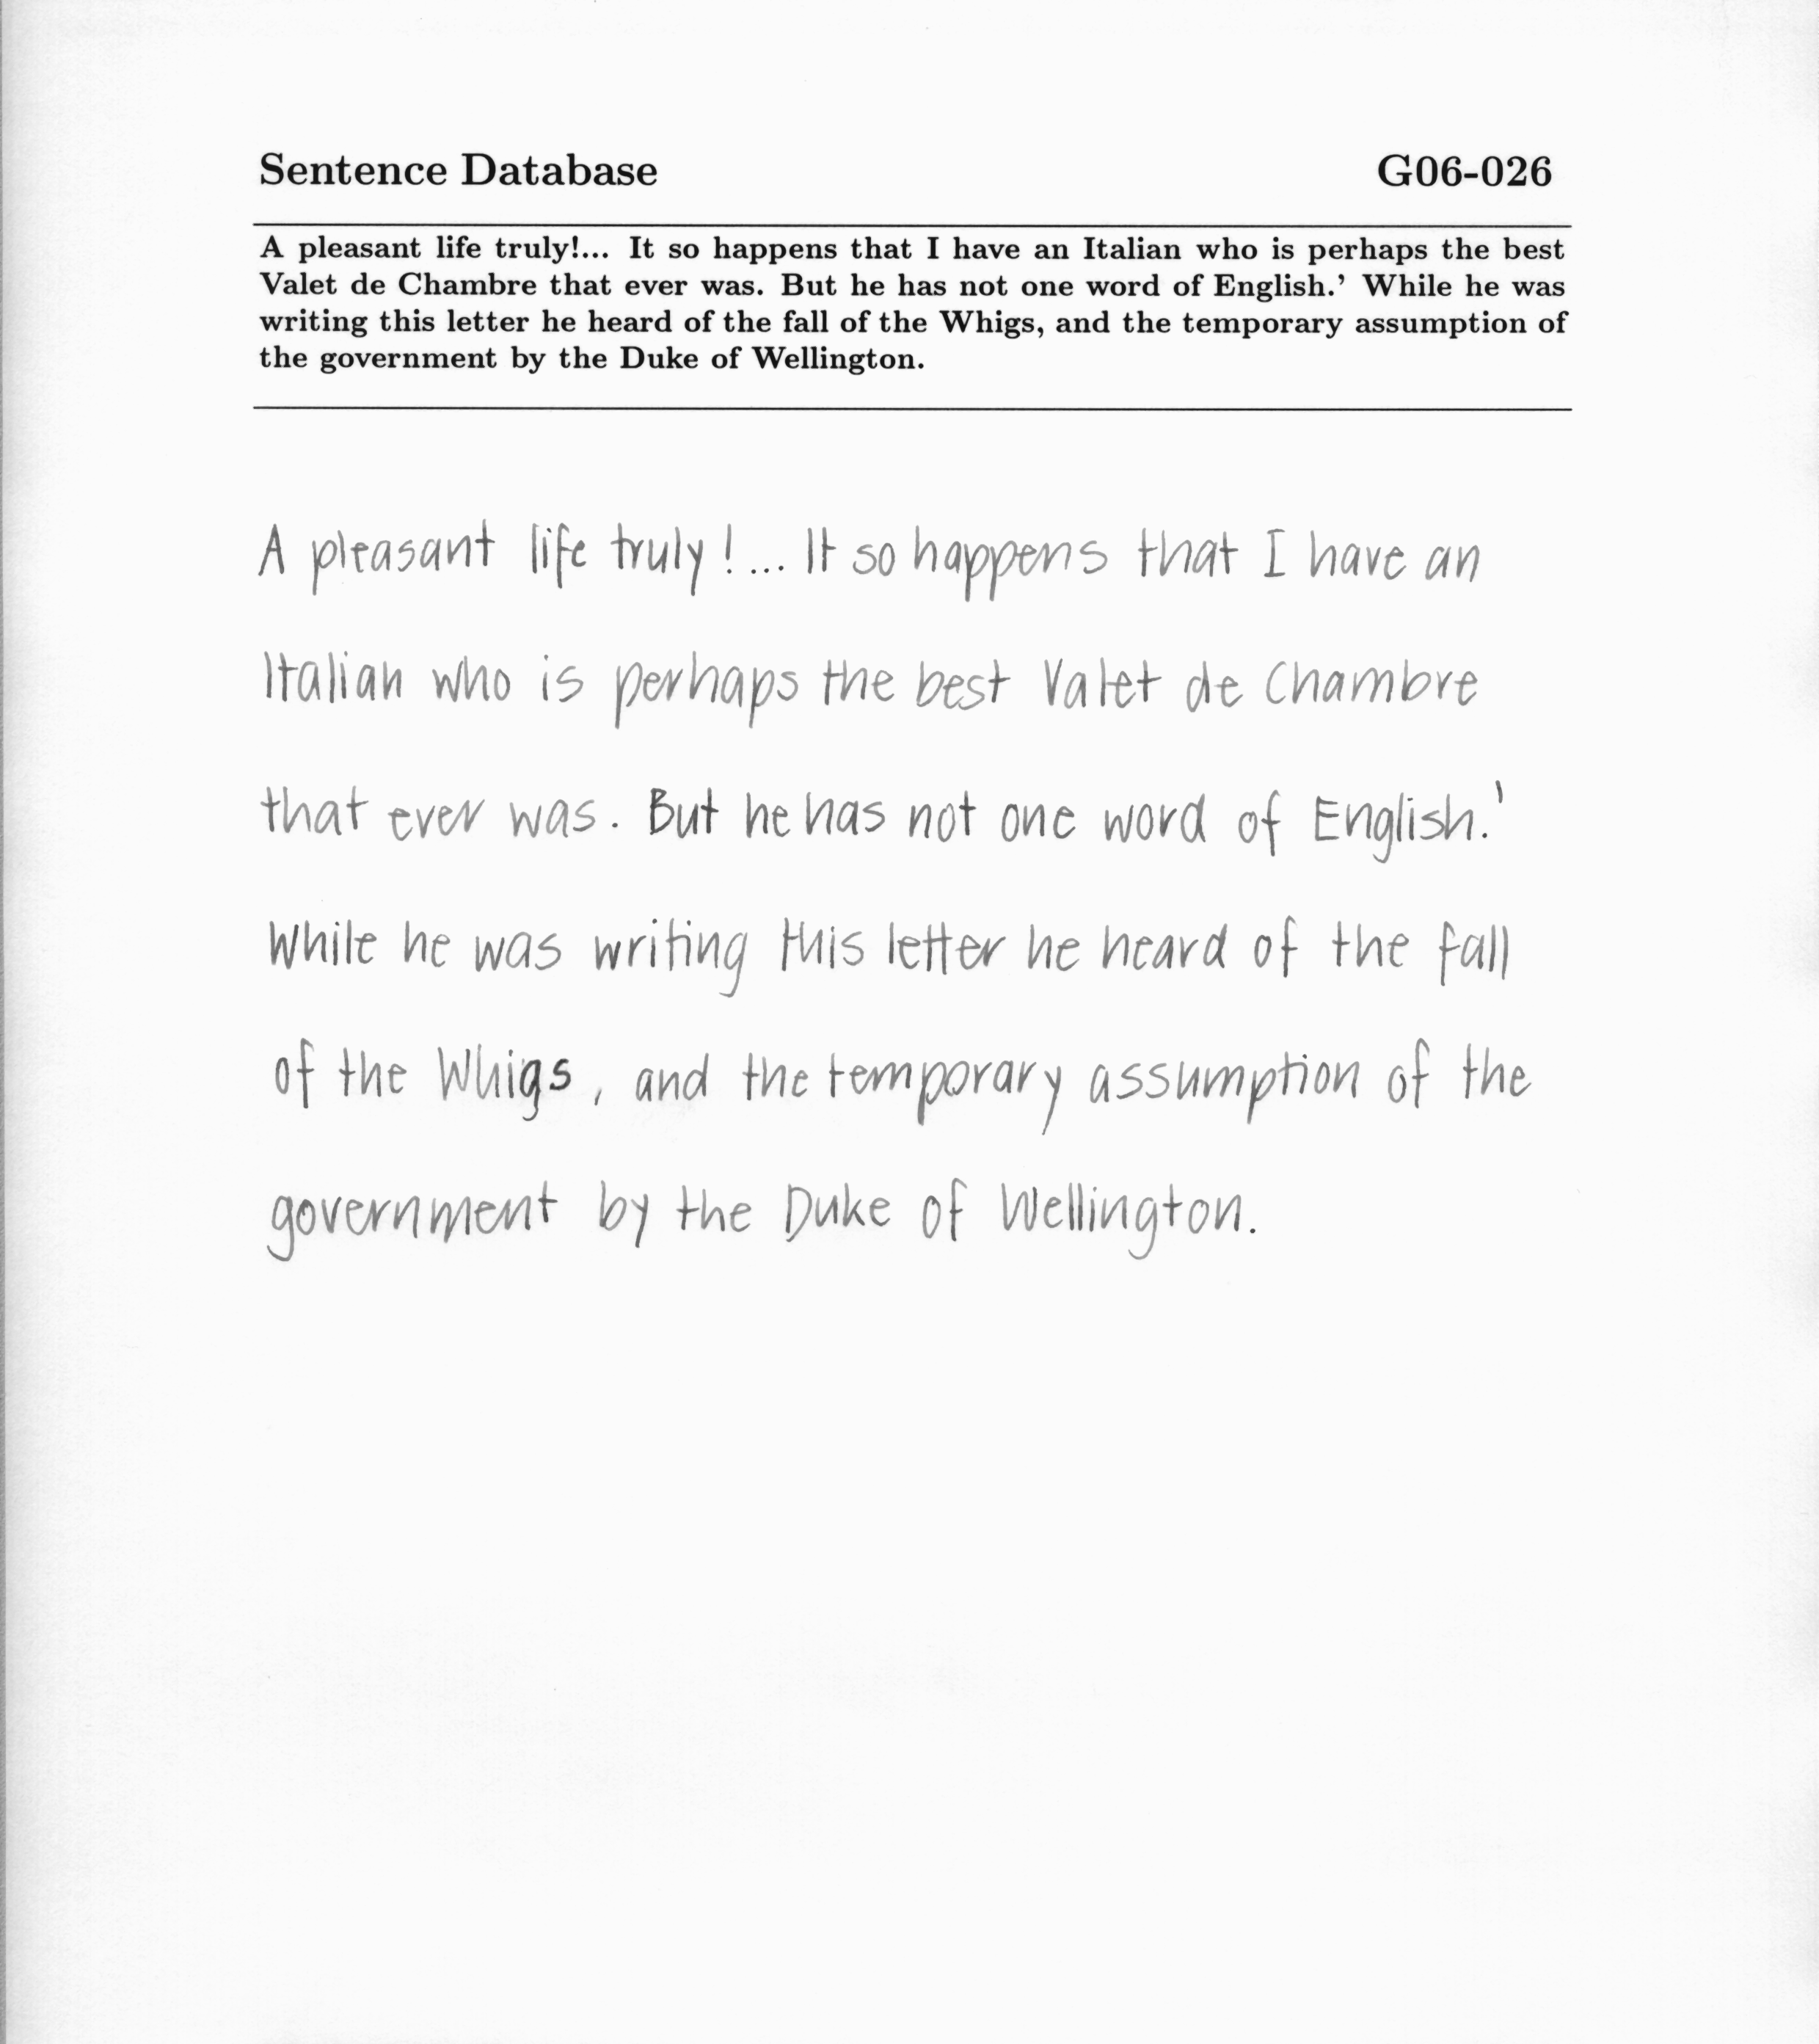 Sentence Database G06-026
A pleasant life truly!... It so happens that I have an Italian who is perhaps the best
Valet de Chambre that ever was. But he has not one word of English.' While he was
writing this letter he heard of the fall of the Whigs, and the temporary assumption of
the government by the Duke of Wellington.
A pleasant life truly!... It so happens that I have an
Italian who is perhaps the best Valet de Chambre
that ever was. But he has not one word of English.'
While he was writing this letter he heard of the fall
of the Whigs, and the temporary assumption of the
government by the Duke of Wellington.